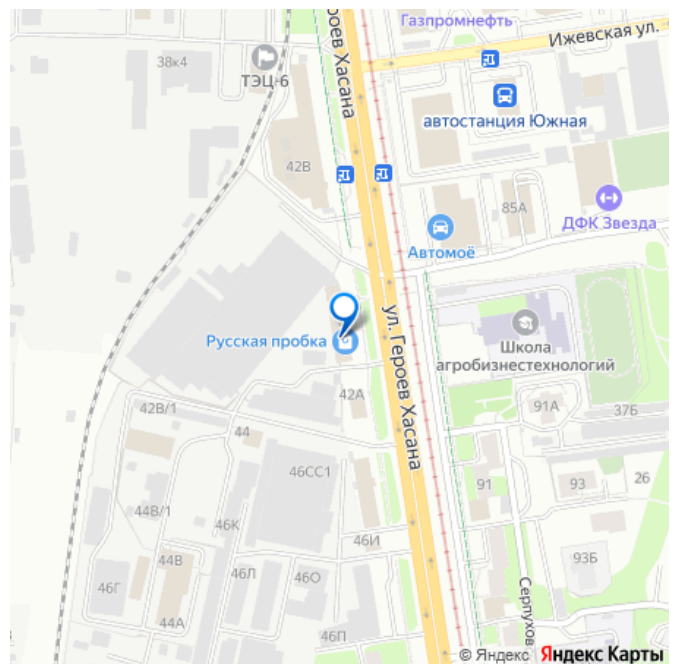 Газпромнефть
Ижевская ул.
ероев Хасана
38к4
ТЭЦ-6
автостанция Южная
42В
85А
ДФК Звезда
Автомоё
ул. Героев Хасана
Русская пробка
Школа
агробизнестехнологий
42А
91А
37Б
42В/1
44
46СС1
91
93
26
44В/1
46К
46И
44В
93Б
46Г
46Л
46О
Серпухов
44А
46П
© Яндекс Яндекс Карты